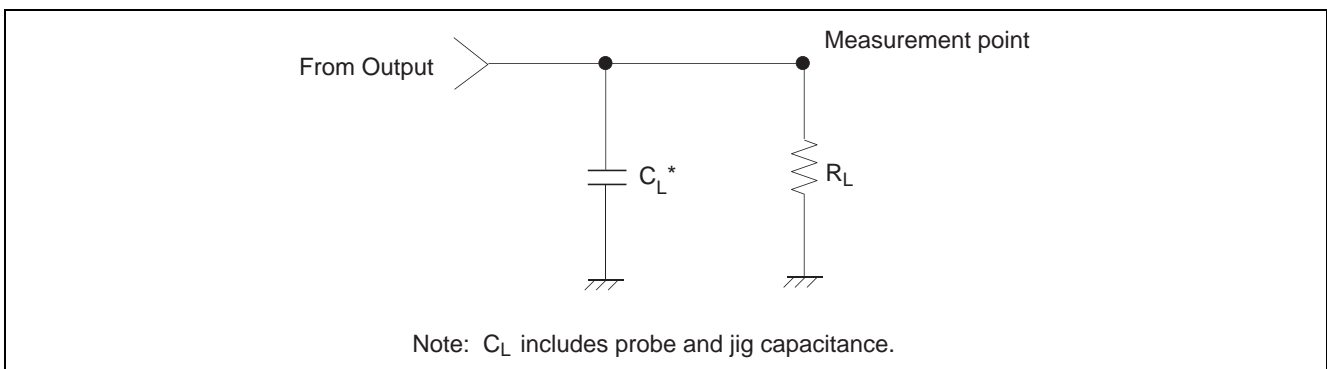 Measurement point
From Output
C_L*
R_L
Note: C_L includes probe and jig capacitance.